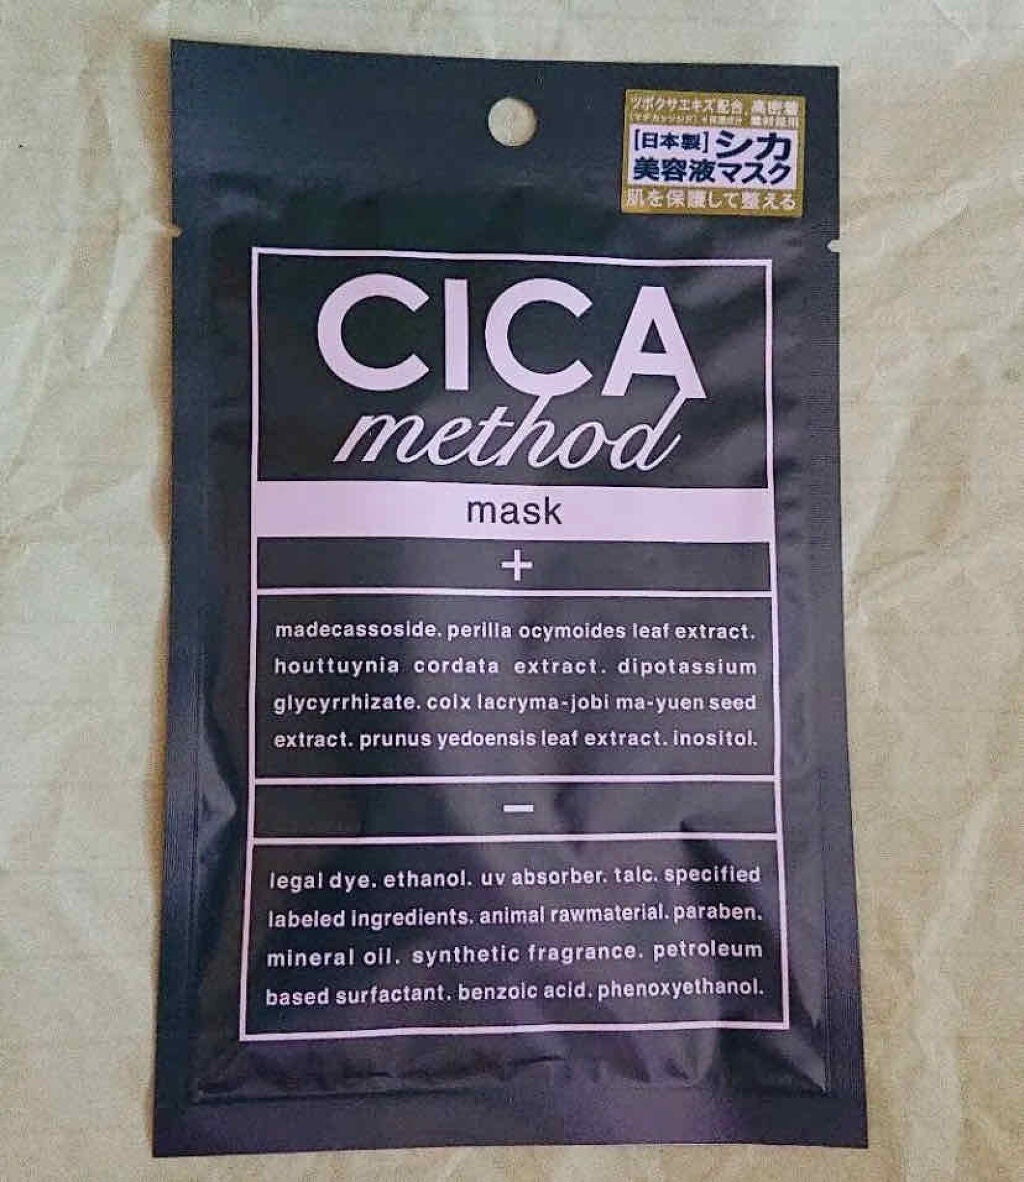 ツボクサエキス配合、高密着
[日本製]シカ
美容液マスク
肌を保護して整える
CICA
method
mask
+
madecassoside. perilla ocymoides leaf extract.
houttuynia cordata extract. dipotassium
glycyrrhizate. coix lacryma-jobi ma-yuen seed
extract. prunus yedoensis leaf extract. inositol.
−
legal dye. ethanol. uv absorber. talc. specified
labeled ingredients. animal rawmaterial. paraben.
mineral oil. synthetic fragrance. petroleum
based surfactant. benzoic acid. phenoxyethanol.